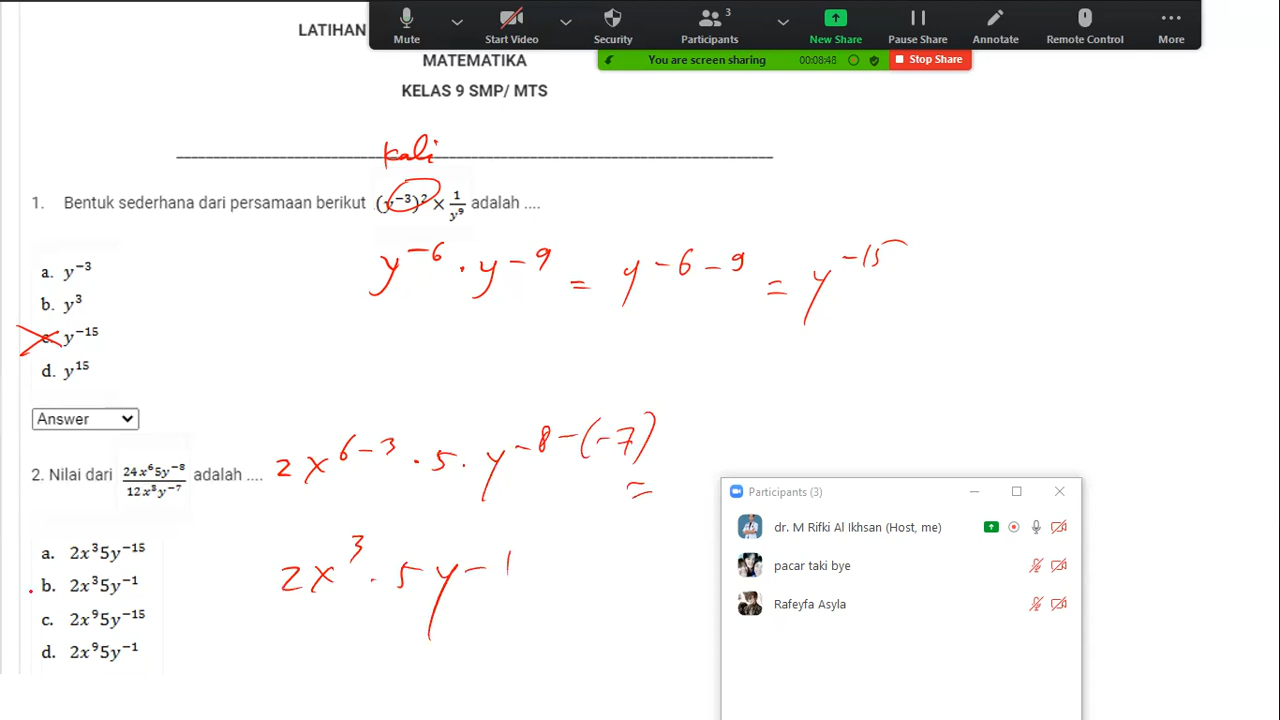 LATIHAN
Mute
Start Video
Security
3
Participants
New Share
Pause Share
Annotate
Remote Control
More
You are screen sharing
00:08:48
Stop Share
MATEMATIKA
KELAS 9 SMP/ MTS
kali
1. Bentuk sederhana dari persamaan berikut (y⁻³)² × 1/y⁹ adalah ....
y⁻⁶ . y⁻⁹ = y⁻⁶⁻⁹ = y⁻¹⁵
a. y⁻³
b. y³
c. y⁻¹⁵
d. y¹⁵
Answer
2x⁶⁻³ . 5 . y⁻⁸⁻⁽⁻⁷⁾
=
2. Nilai dari 24x⁶5y⁻⁸/12x³y⁻⁷ adalah ....
2x³ . 5y⁻¹
a. 2x³5y⁻¹⁵
b. 2x³5y⁻¹
c. 2x⁹5y⁻¹⁵
d. 2x⁹5y⁻¹
Participants (3)
dr. M Rifki Al Ikhsan (Host, me)
pacar taki bye
Rafeyfa Asyla